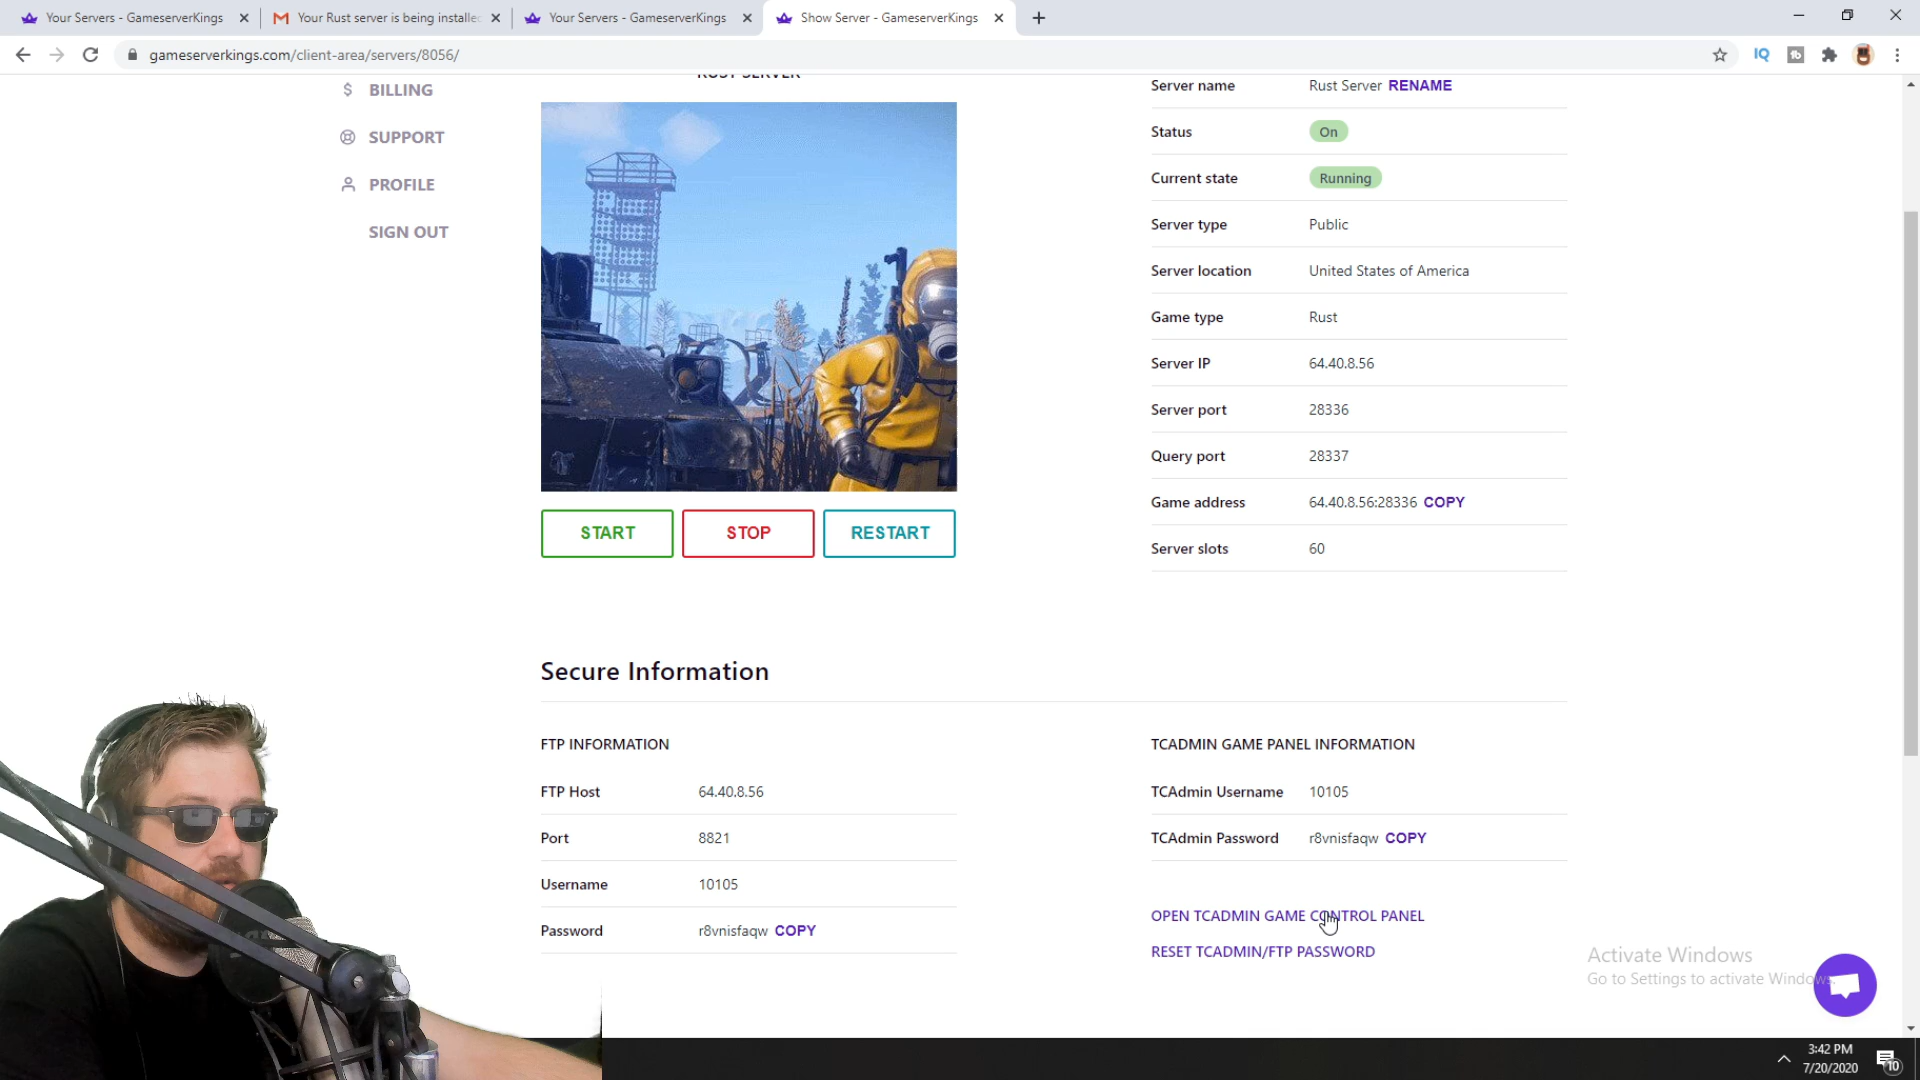 Your Servers - GameserverKings
Your Rust server is being installe
Your Servers - GameserverKings
Show Server - GameserverKings
gameserverkings.com/client-area/servers/8056/
IQ
$ BILLING
SUPPORT
PROFILE
SIGN OUT
RUST SERVER
START
STOP
RESTART
Server name Rust Server RENAME
Status On
Current state Running
Server type Public
Server location United States of America
Game type Rust
Server IP 64.40.8.56
Server port 28336
Query port 28337
Game address 64.40.8.56:28336 COPY
Server slots 60
Secure Information
FTP INFORMATION
FTP Host 64.40.8.56
Port 8821
Username 10105
Password r8vnisfaqw COPY
TCADMIN GAME PANEL INFORMATION
TCAdmin Username 10105
TCAdmin Password r8vnisfaqw COPY
OPEN TCADMIN GAME CONTROL PANEL
RESET TCADMIN/FTP PASSWORD
Activate Windows
Go to Settings to activate Windows.
3:42 PM
7/20/2020
10